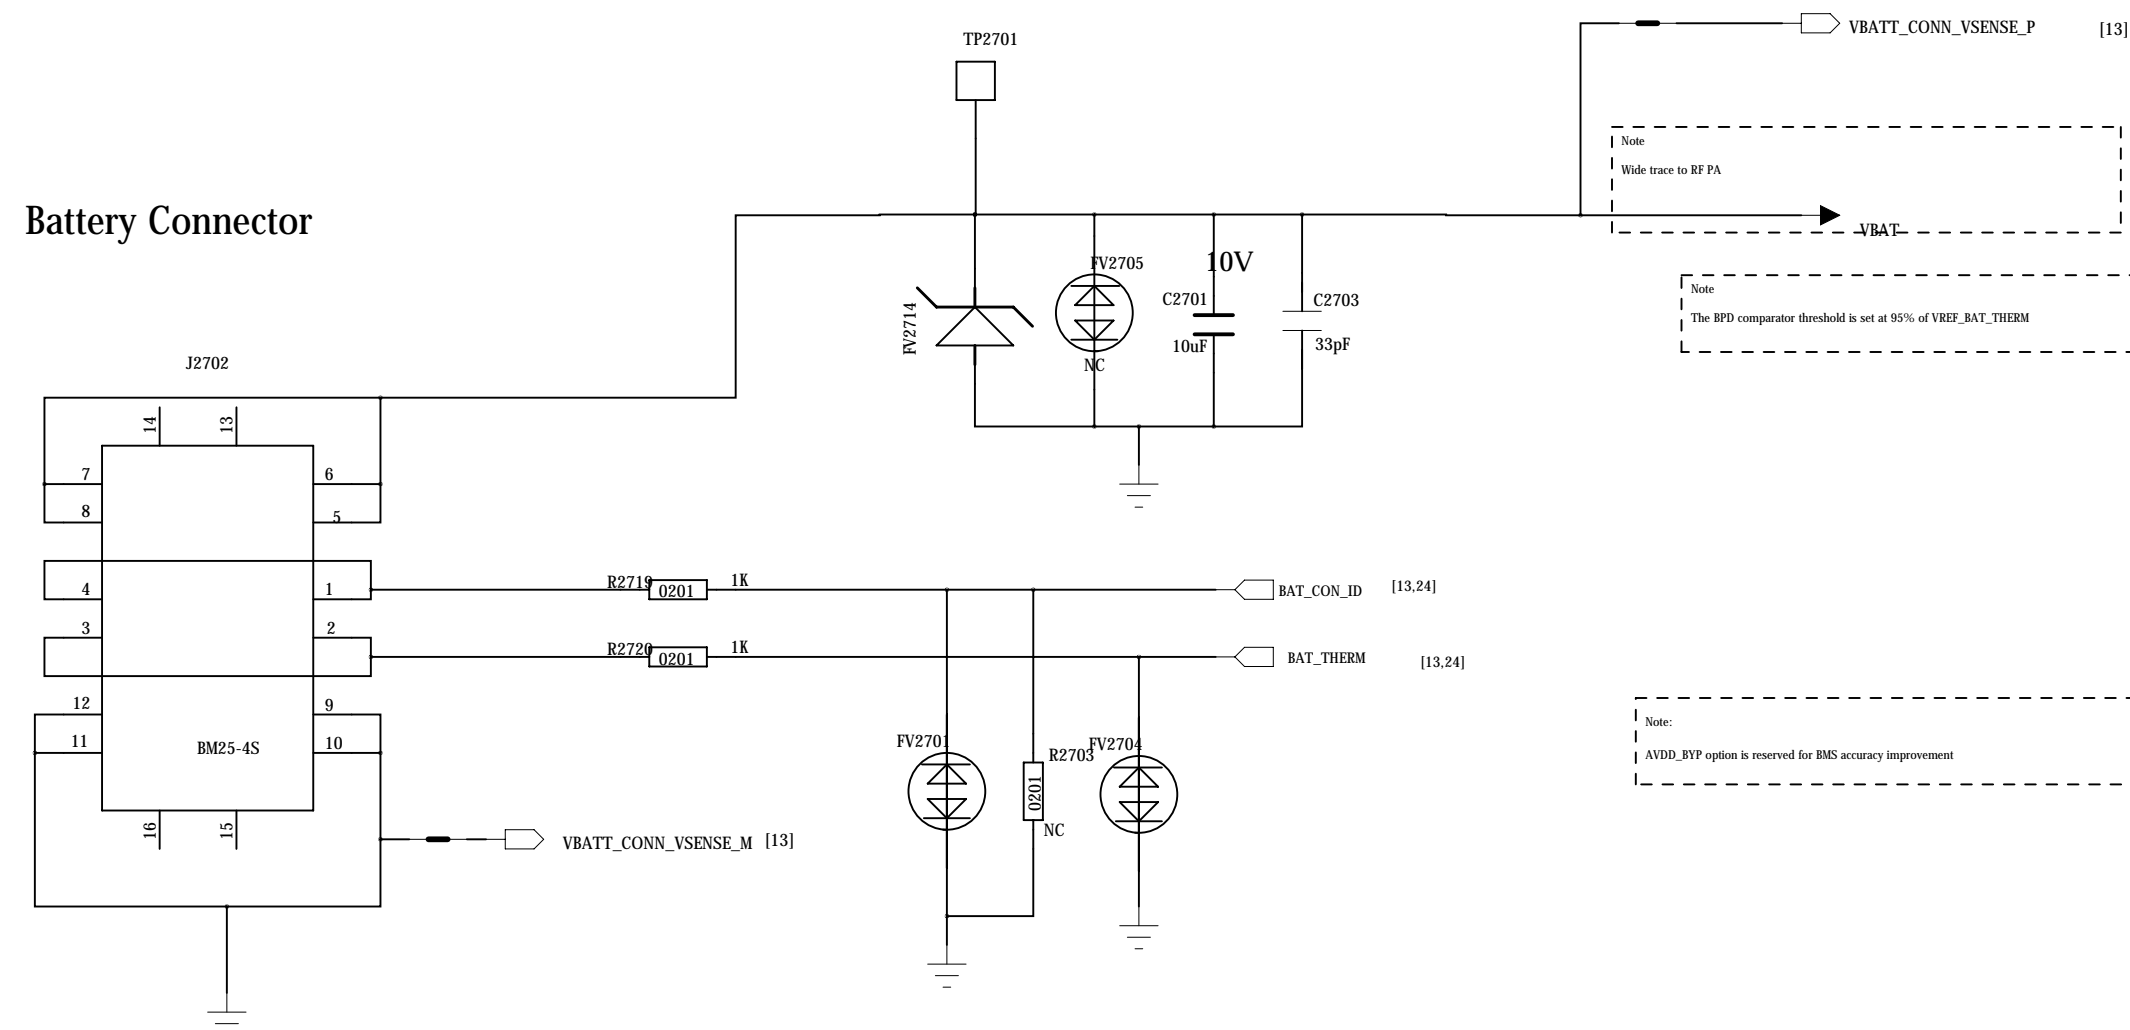 TP2701
VBATT_CONN_VSENSE_P
[13]
Note
Wide trace to RF PA
VBAT
Battery Connector
10V
FV2714
FV2705
NC
C2701
10uF
C2703
33pF
Note
The BPD comparator threshold is set at 95% of VREF_BAT_THERM
J2702
14
13
7
6
8
5
4
1
3
2
12
9
11
10
BM25-4S
16
15
R2719
0201
1K
BAT_CON_ID
[13,24]
R2720
0201
1K
BAT_THERM
[13,24]
Note:
AVDD_BYP option is reserved for BMS accuracy improvement
FV2701
R2703
0201
NC
FV2704
VBATT_CONN_VSENSE_M
[13]